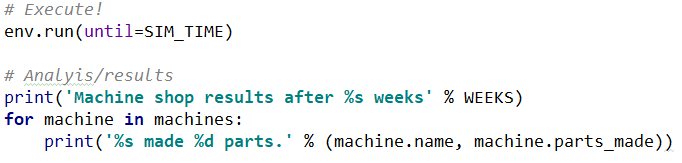 # Execute!
env.run(until=SIM_TIME)
# Analyis/results
print('Machine shop results after %s weeks' % WEEKS)
for machine in machines:
    print('%s made %d parts.' % (machine.name, machine.parts_made))